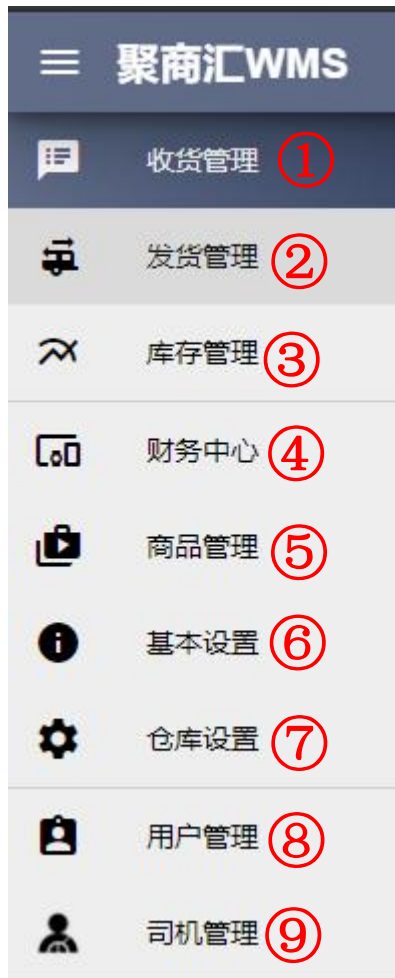 聚商汇WMS
收货管理 ①
发货管理 ②
库存管理 ③
财务中心 ④
商品管理 ⑤
基本设置 ⑥
仓库设置 ⑦
用户管理 ⑧
司机管理 ⑨